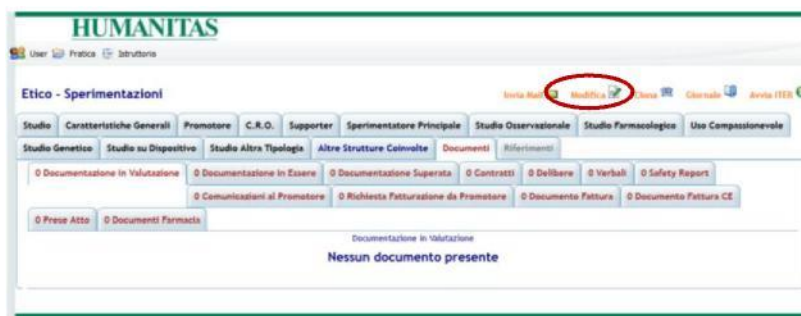 HUMANITAS
User Pratica Istruttoria
Etico - Sperimentazioni Invia Mail Modifica Clona Giornale Avvia ITER
Studio Caratteristiche Generali Promotore C.R.O. Supporter Sperimentatore Principale Studio Osservazionale Studio Farmacologico Uso Compassionevole
Studio Genetico Studio su Dispositivo Studio Altra Tipologia Altre Strutture Coinvolte Documenti Riferimenti
0 Documentazione in Valutazione 0 Documentazione in Essere 0 Documentazione Superata 0 Contratti 0 Delibere 0 Verbali 0 Safety Report
0 Comunicazioni al Promotore 0 Richiesta Fatturazione da Promotore 0 Documento Fattura 0 Documento Fattura CE
0 Prese Atto 0 Documenti Farmacia
Documentazione in Valutazione
Nessun documento presente